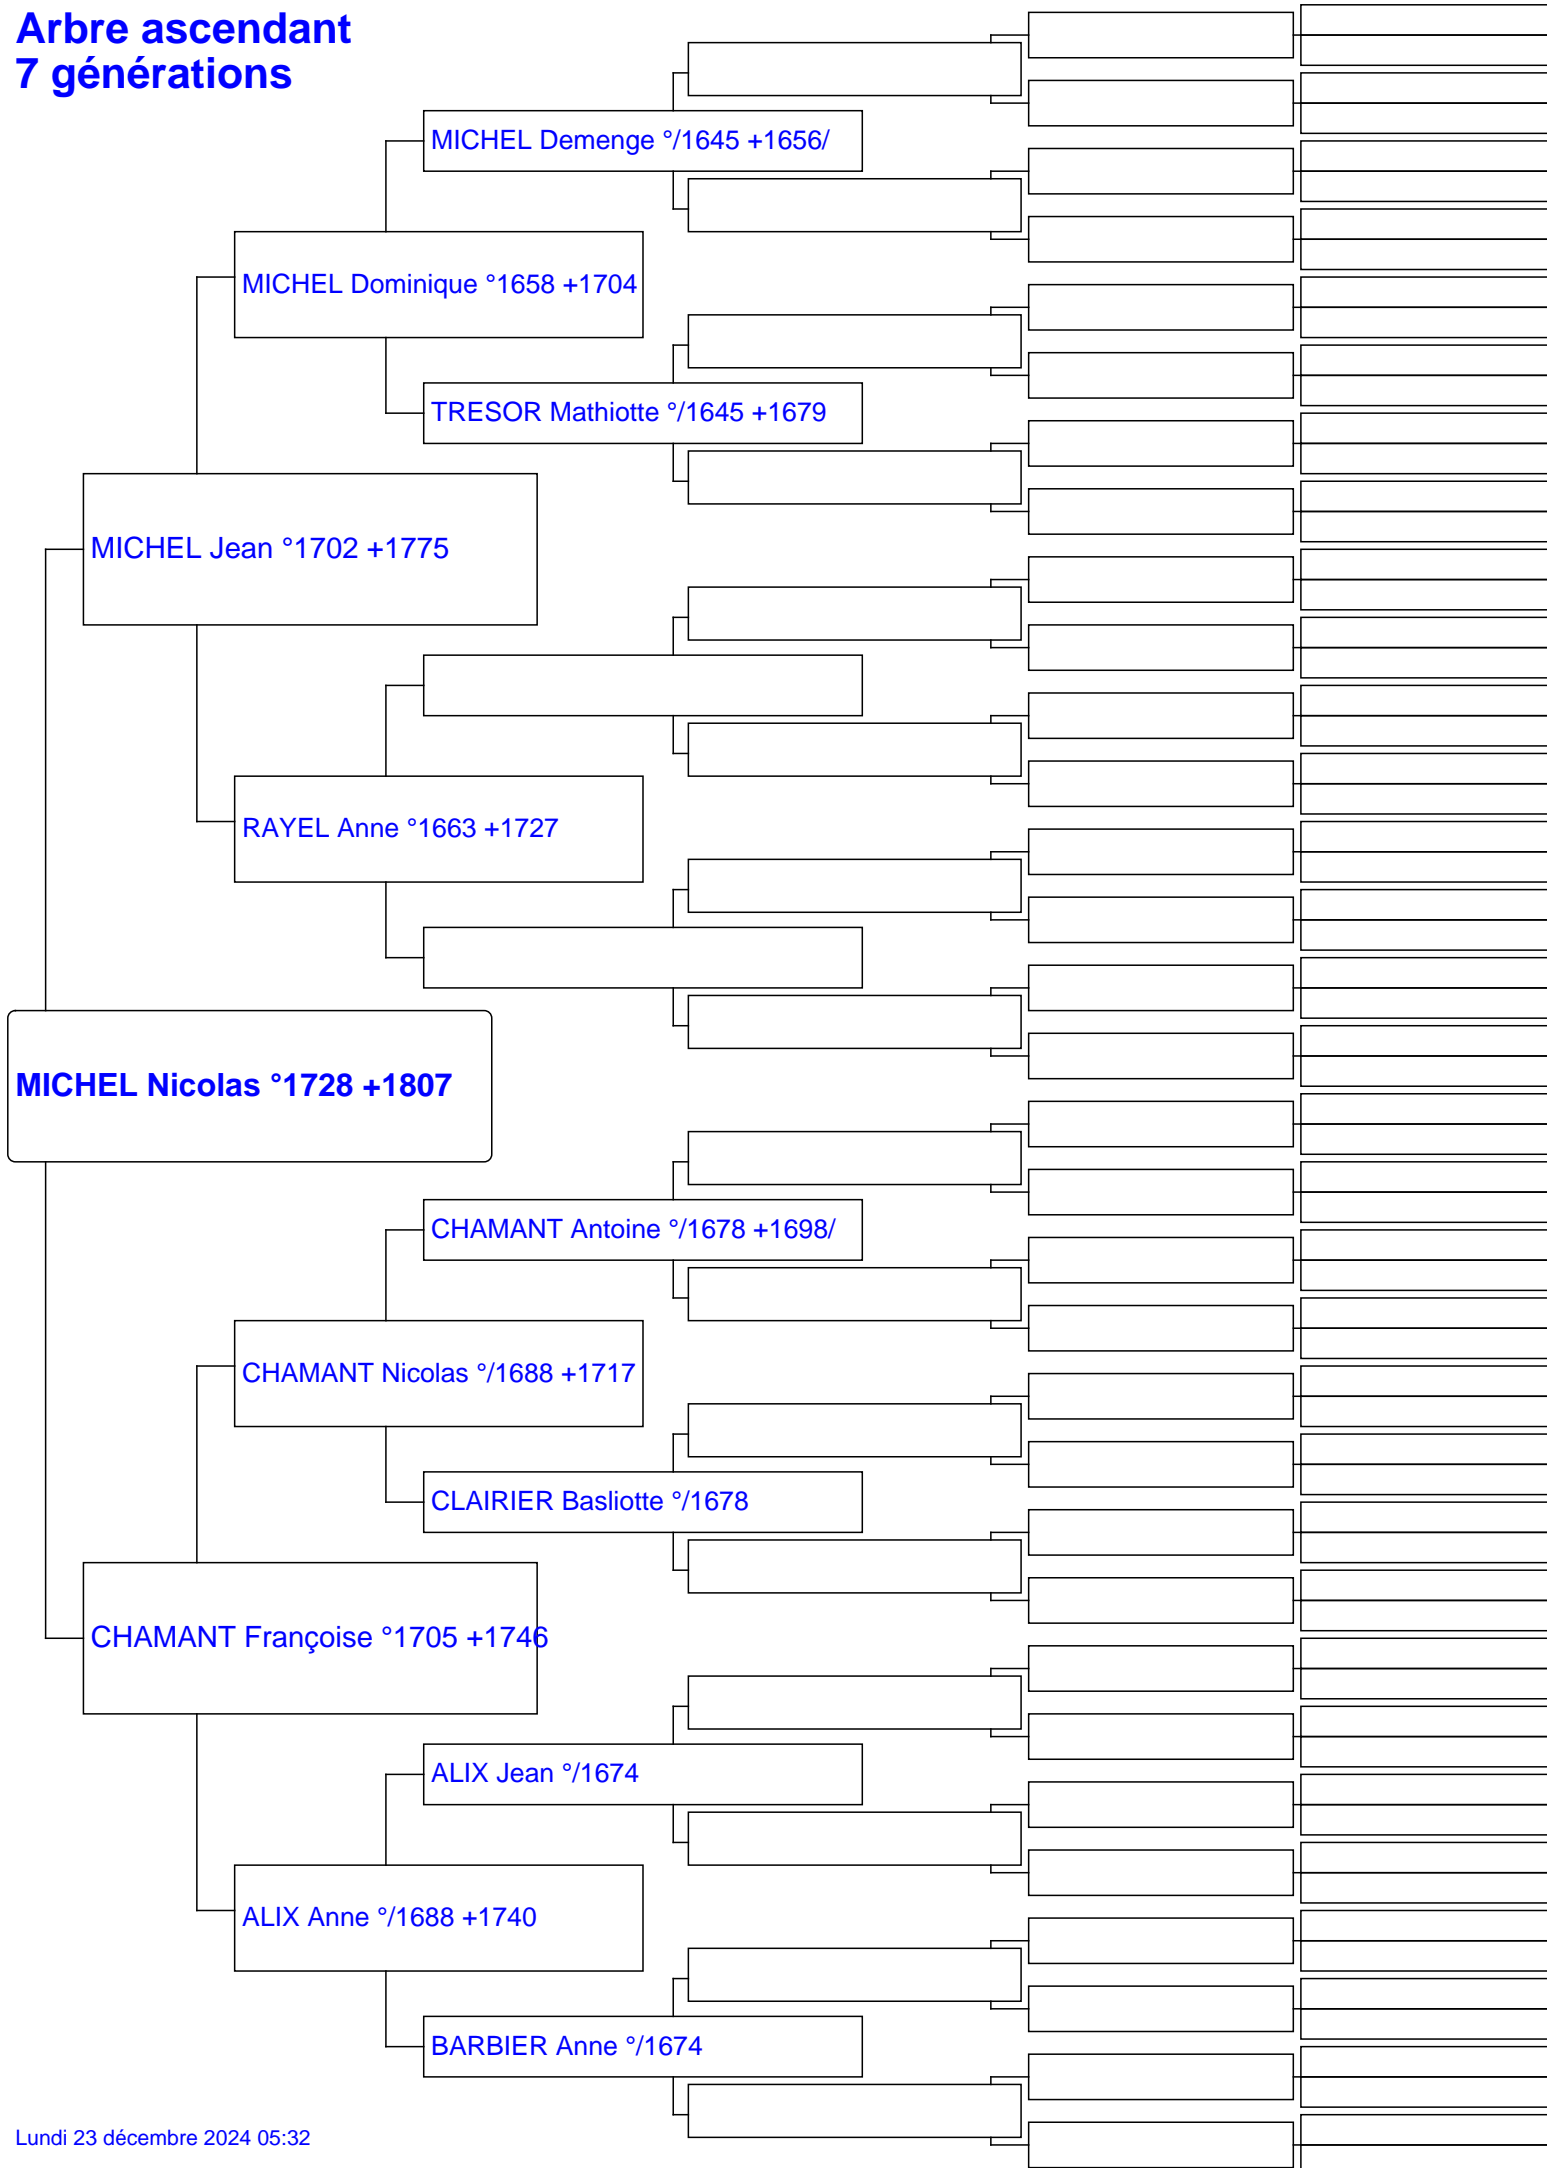 Arbre ascendant
7 générations
MICHEL Demenge °/1645 +1656/
MICHEL Dominique °1658 +1704
TRESOR Mathiotte °/1645 +1679
MICHEL Jean °1702 +1775
RAYEL Anne °1663 +1727
MICHEL Nicolas °1728 +1807
CHAMANT Antoine °/1678 +1698/
CHAMANT Nicolas °/1688 +1717
CLAIRIER Basliotte °/1678
CHAMANT Françoise °1705 +1746
ALIX Jean °/1674
ALIX Anne °/1688 +1740
BARBIER Anne °/1674
Lundi 23 décembre 2024 05:32